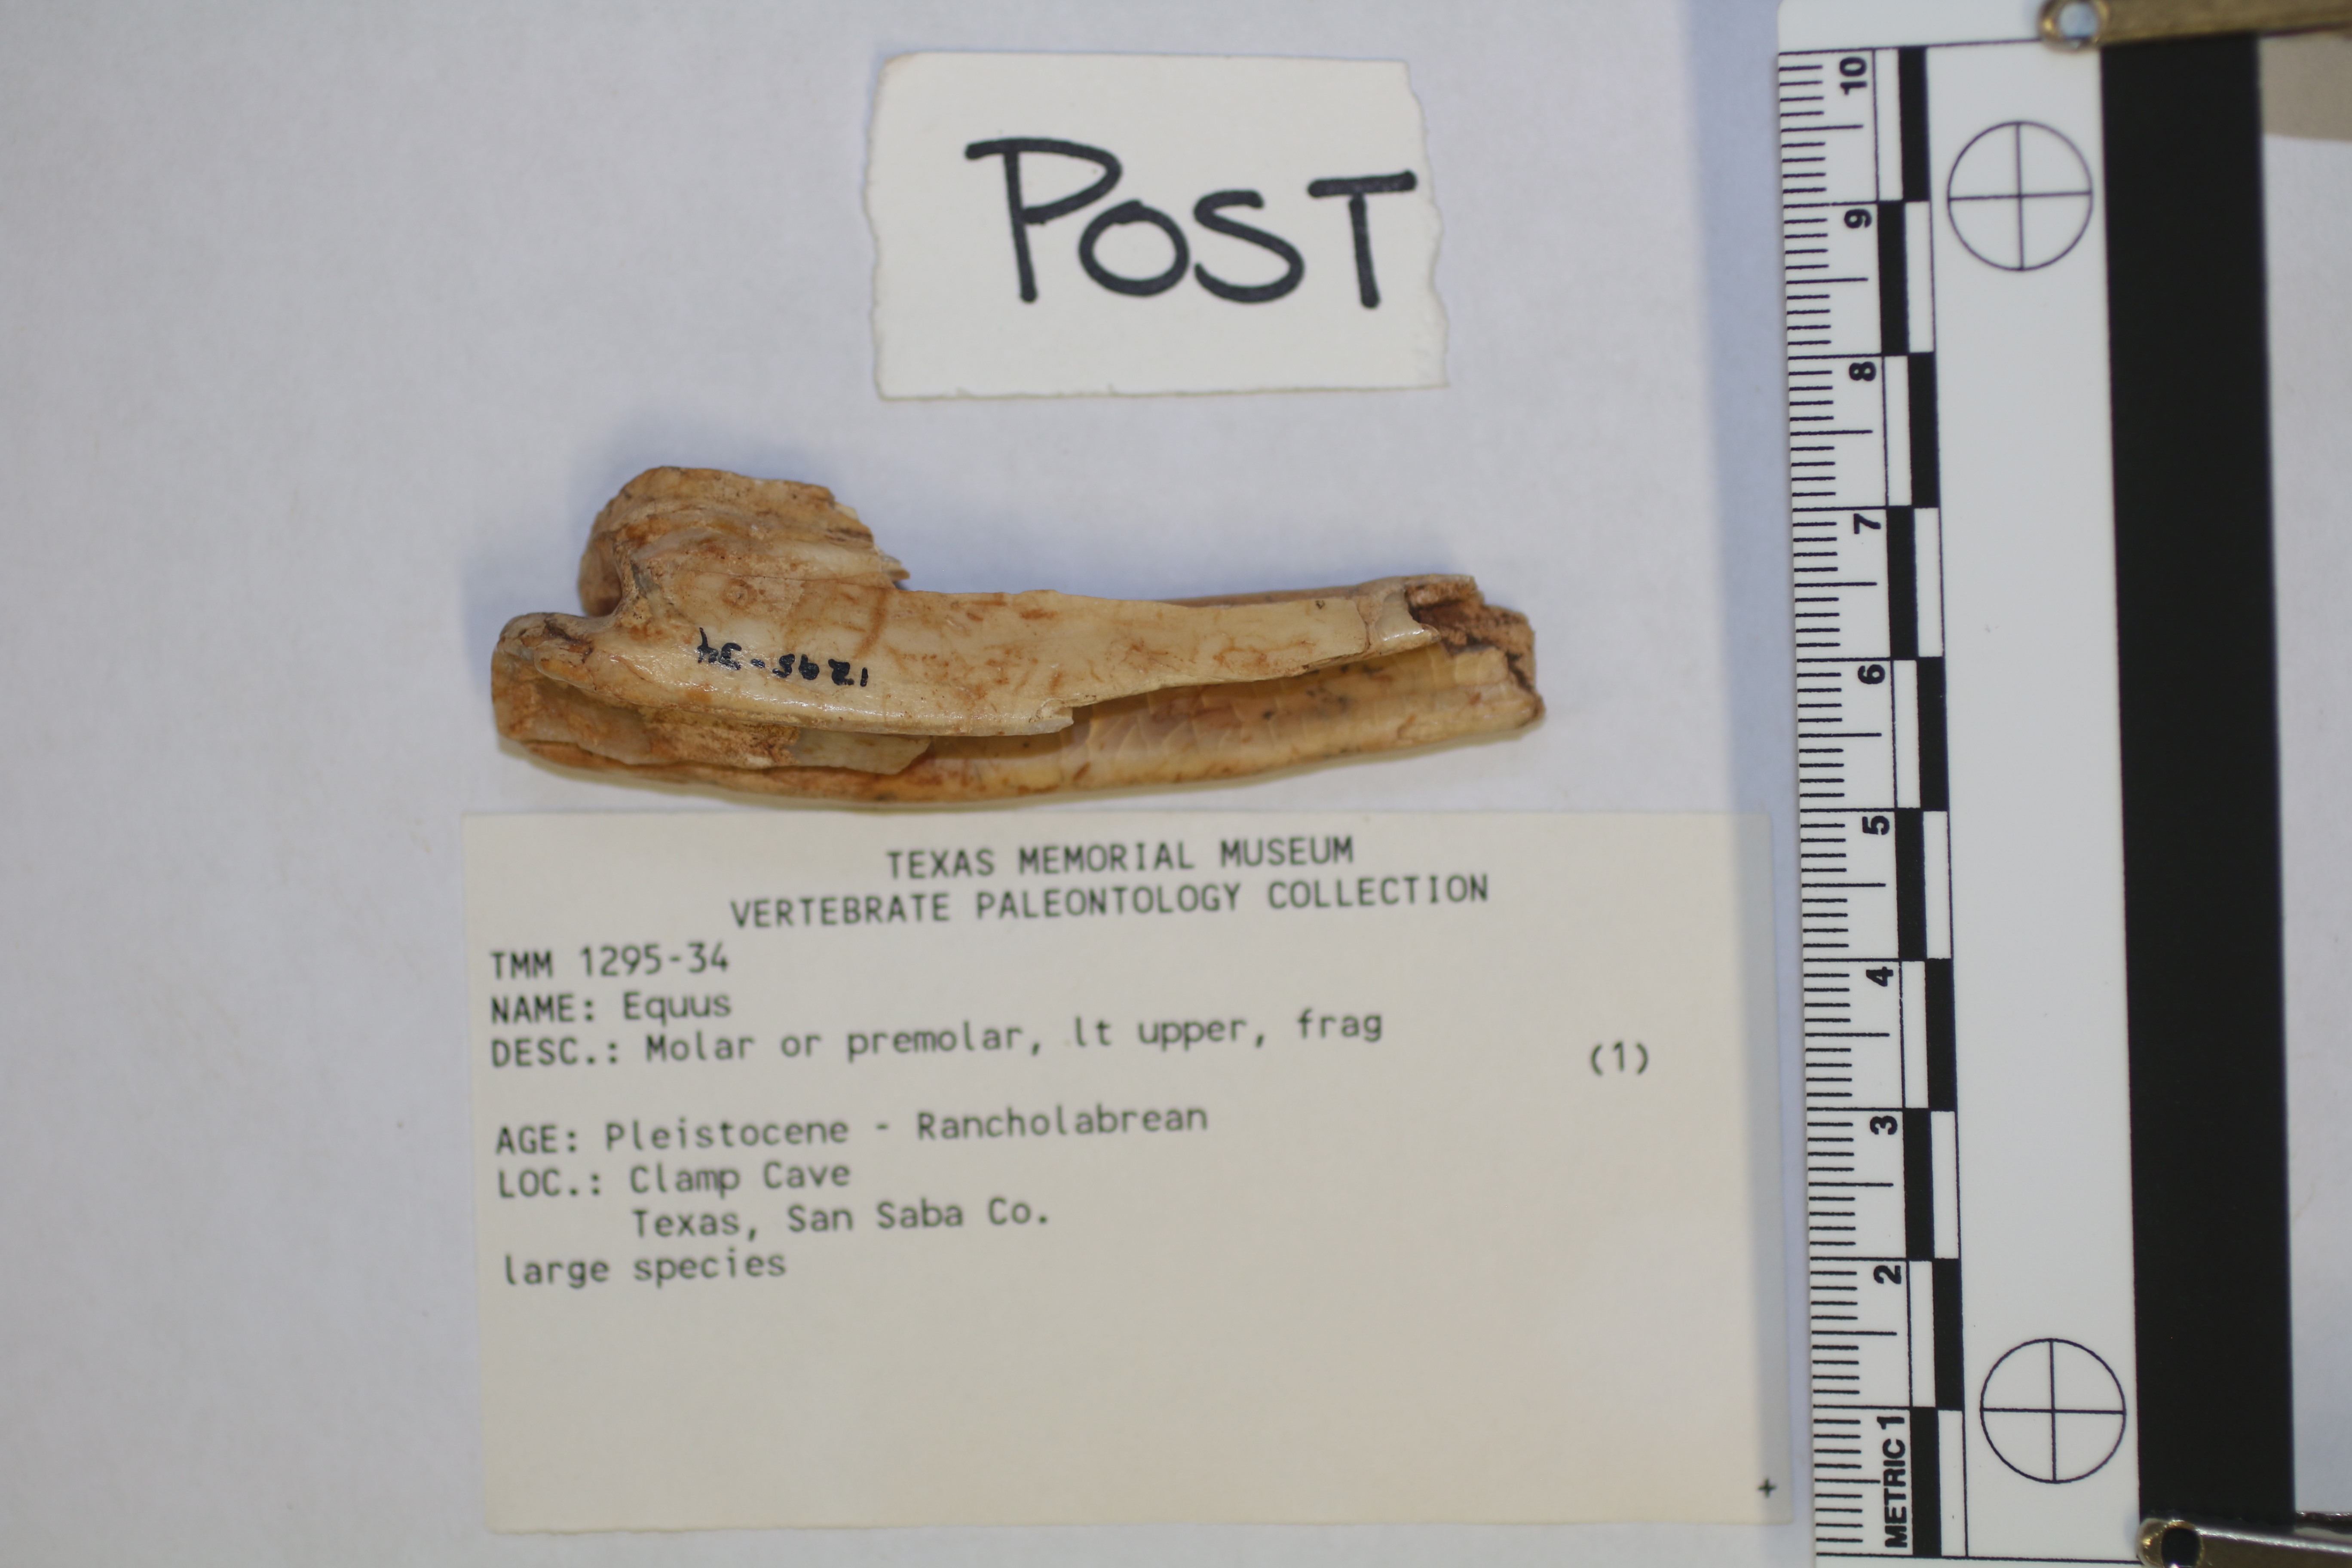 POST
1295-34
TEXAS MEMORIAL MUSEUM
VERTEBRATE PALEONTOLOGY COLLECTION
TMM 1295-34
NAME: Equus
DESC.: Molar or premolar, lt upper, frag
(1)
AGE: Pleistocene - Rancholabrean
LOC.: Clamp Cave
Texas, San Saba Co.
large species
+
10
9
8
7
6
5
4
3
2
METRIC 1